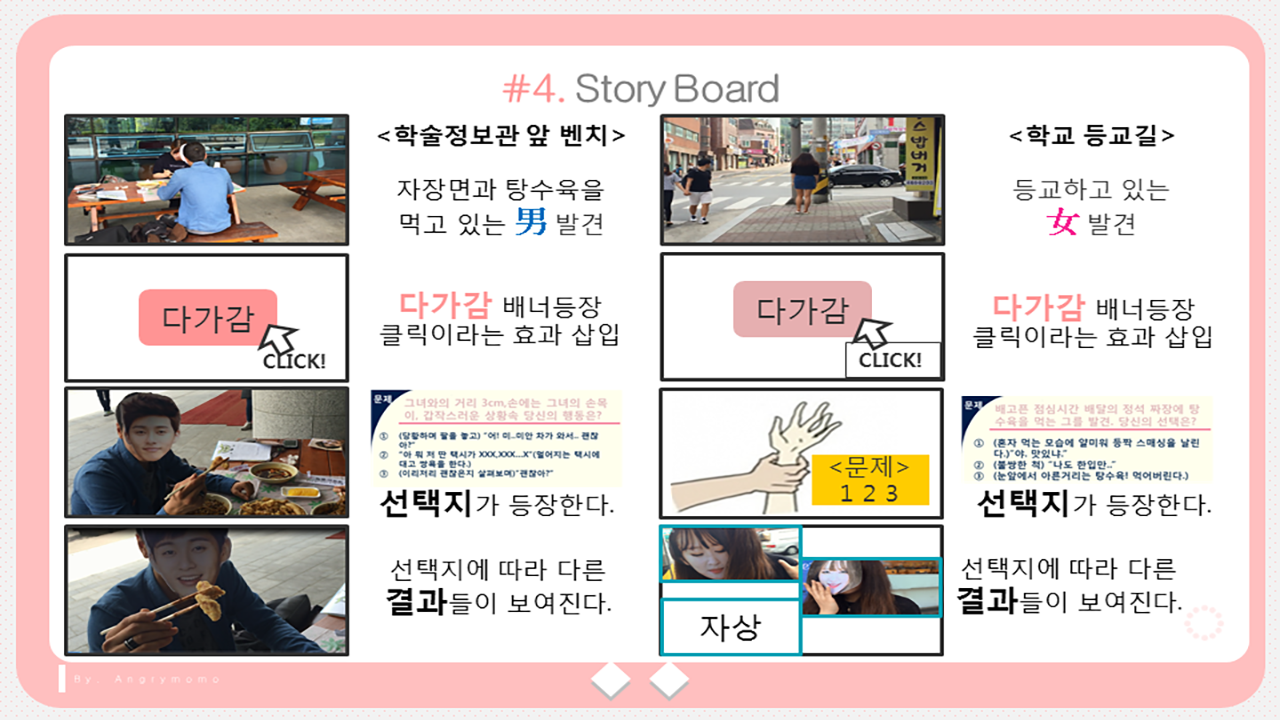 #4. Story Board
<학술정보관 앞 벤치>
자장면과 탕수육을
먹고 있는 男 발견
다가감
CLICK!
다가감 배너등장
클릭이라는 효과 삽입
문제
그녀와의 거리 3cm,손에는 그녀의 손목
이, 갑작스러운 상황속 당신의 행동은?
① (당황하며 팔을 놓고) "어! 미..미안 차가 와서.. 괜찮
아?"
② "아 뭐 저 딴 택시가 XXX,XXX...X"(멀어지는 택시에
대고 쌍욕을 한다.)
③ (이리저리 괜찮은지 살펴보며)"괜찮아?"
선택지가 등장한다.
선택지에 따라 다른
결과들이 보여진다.
스밥버거
<학교 등교길>
등교하고 있는
女 발견
다가감
CLICK!
다가감 배너등장
클릭이라는 효과 삽입
<문제>
1 2 3
문제
배고픈 점심시간 배달의 정석 짜장에 탕
수육을 먹는 그를 발견. 당신의 선택은?
① (혼자 먹는 모습에 얄미워 등짝 스매싱을 날린
다.)"야. 맛있냐."
② (불쌍한 척) "나도 한입만.."
③ (눈앞에서 아른거리는 탕수육! 먹어버린다.)
선택지가 등장한다.
자상
선택지에 따라 다른
결과들이 보여진다.
By. Angrymomo